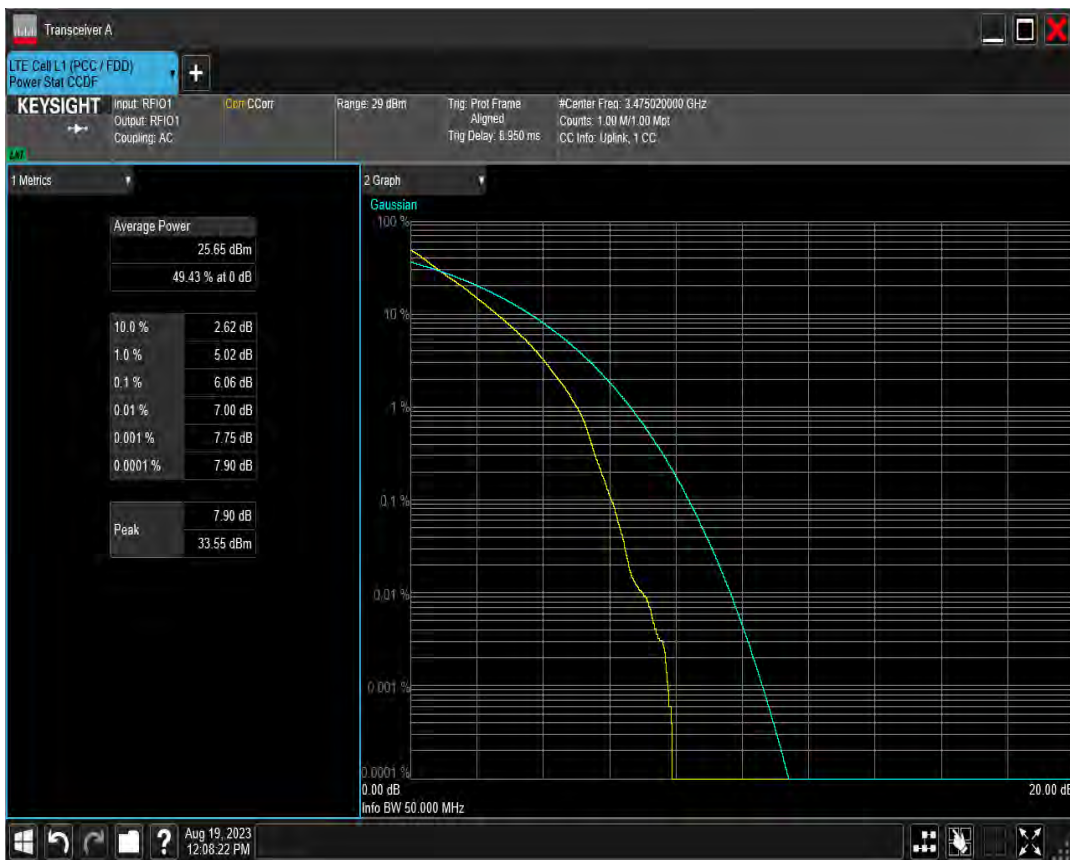 Transceiver A
LTE Cell L1 (PCC / FDD)
Power Stat CCDF
+
KEYSIGHT
Input: RFIO1
Output: RFIO1
Coupling: AC
Corr CCorr
Range: 29 dBm
Trig: Prot Frame
Aligned
Trig Delay: 8.950 ms
#Center Freq: 3.475020000 GHz
Counts: 1.00 M/1.00 Mpt
CC Info: Uplink, 1 CC
1 Metrics
Average Power
25.65 dBm
49.43 % at 0 dB
10.0 % 2.62 dB
1.0 % 5.02 dB
0.1 % 6.06 dB
0.01 % 7.00 dB
0.001 % 7.75 dB
0.0001 % 7.90 dB
Peak
7.90 dB
33.55 dBm
2 Graph
Gaussian
100 %
10 %
1 %
0.1 %
0.01 %
0.001 %
0.0001 %
0.00 dB
20.00 dB
Info BW 50.000 MHz
?
Aug 19, 2023
12:08:22 PM